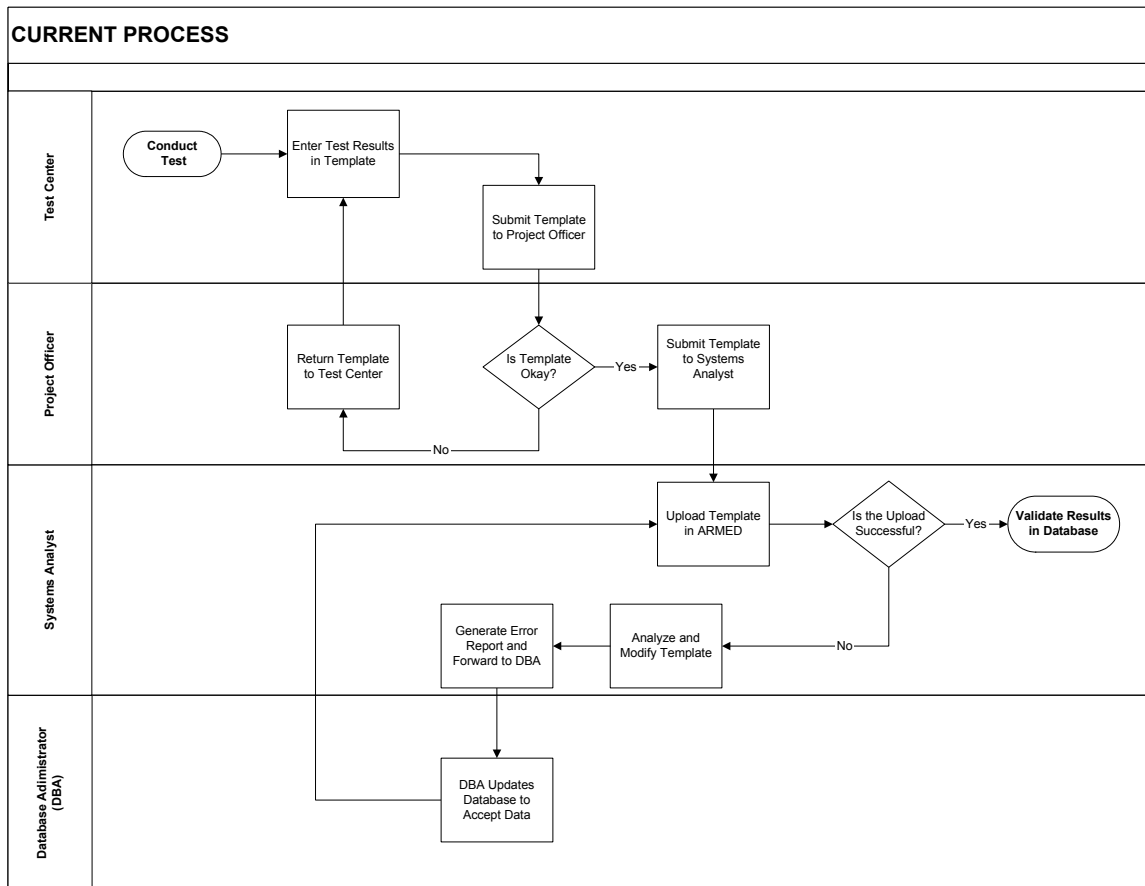 CURRENT PROCESS
Test Center
Conduct
Test
Enter Test Results
in Template
Submit Template
to Project Officer
Project Officer
Return Template
to Test Center
Is Template
Okay?
Yes
Submit Template
to Systems
Analyst
No
Systems Analyst
Upload Template
in ARMED
Is the Upload
Successful?
Yes
Validate Results
in Database
Generate Error
Report and
Forward to DBA
Analyze and
Modify Template
No
Database Adimistrator
(DBA)
DBA Updates
Database to
Accept Data